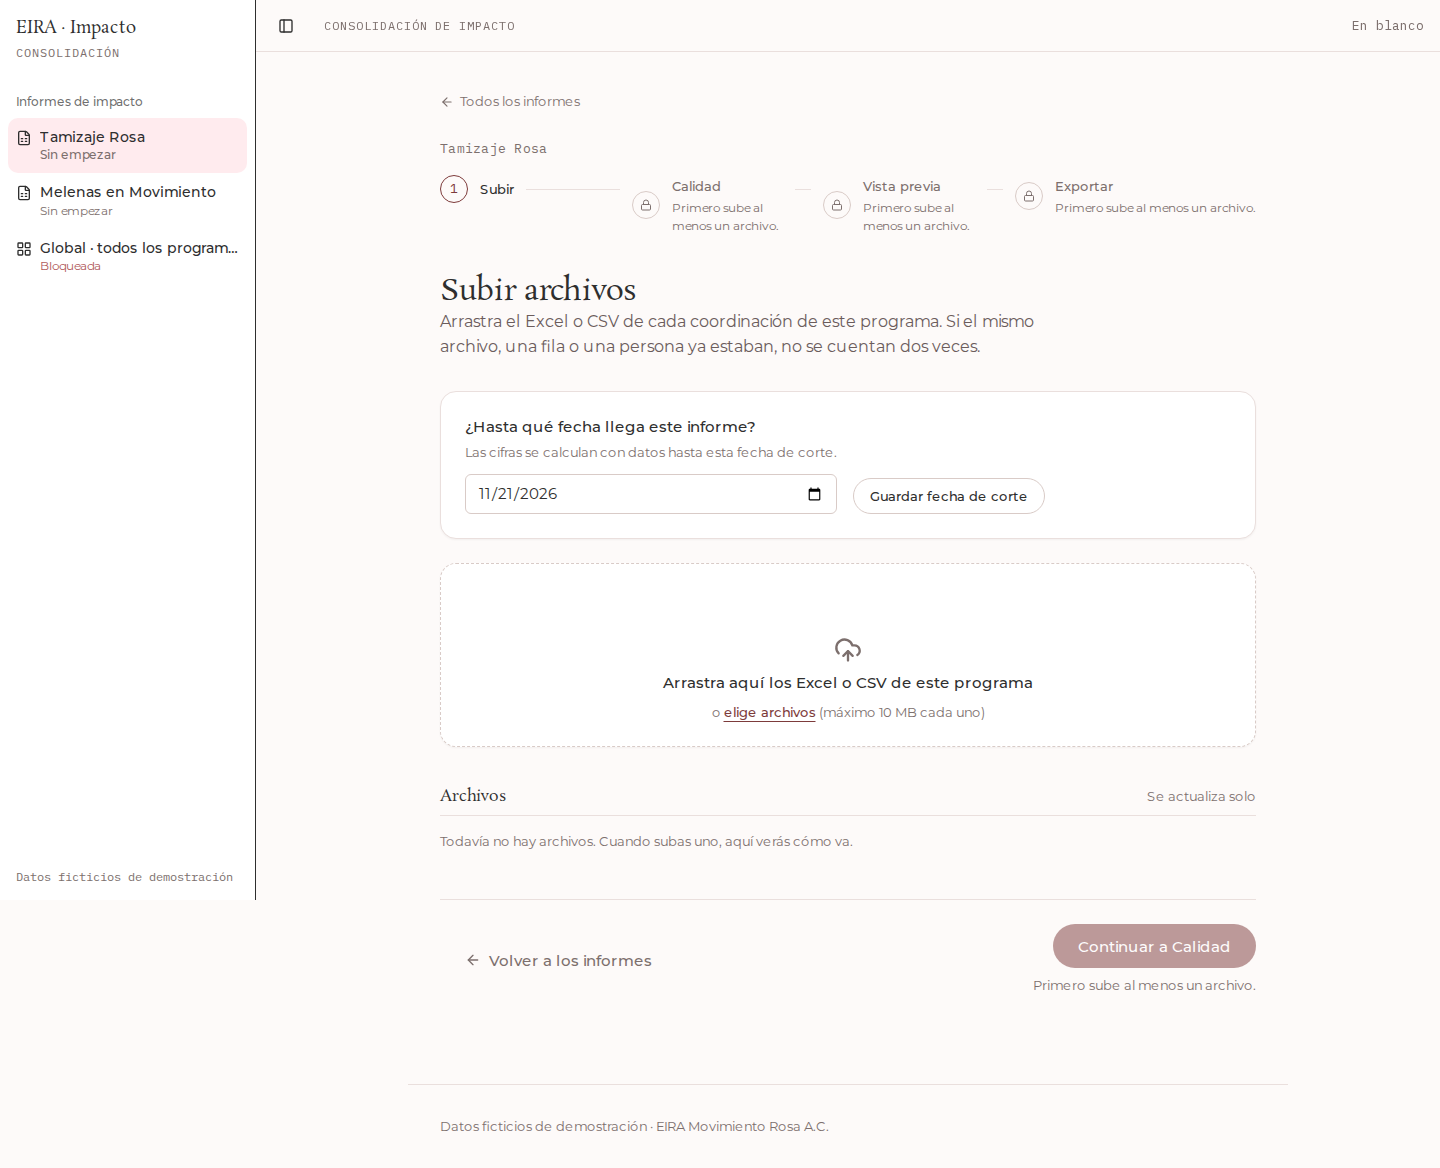 EIRA · Impacto
CONSOLIDACIÓN
Informes de impacto
Tamizaje Rosa
Sin empezar
Melenas en Movimiento
Sin empezar
Global · todos los program...
Bloqueada
Datos ficticios de demostración
CONSOLIDACIÓN DE IMPACTO
En blanco
Todos los informes
Tamizaje Rosa
1 Subir
Calidad
Primero sube al
menos un archivo.
Vista previa
Primero sube al
menos un archivo.
Exportar
Primero sube al menos un archivo.
Subir archivos
Arrastra el Excel o CSV de cada coordinación de este programa. Si el mismo
archivo, una fila o una persona ya estaban, no se cuentan dos veces.
¿Hasta qué fecha llega este informe?
Las cifras se calculan con datos hasta esta fecha de corte.
11/21/2026
Guardar fecha de corte
Arrastra aquí los Excel o CSV de este programa
o elige archivos (máximo 10 MB cada uno)
Archivos
Se actualiza solo
Todavía no hay archivos. Cuando subas uno, aquí verás cómo va.
Volver a los informes
Continuar a Calidad
Primero sube al menos un archivo.
Datos ficticios de demostración · EIRA Movimiento Rosa A.C.